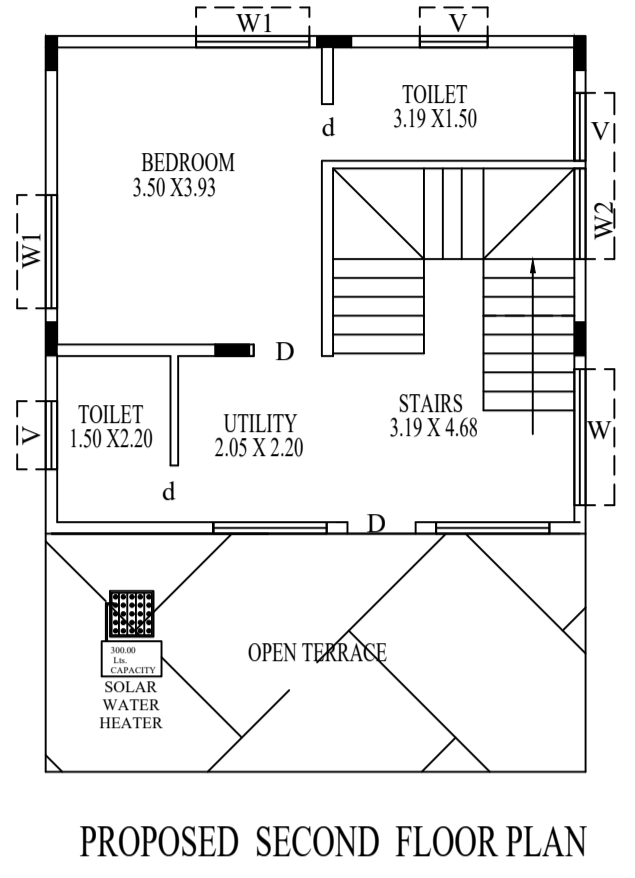 W1
V
TOILET
3.19 X1.50
d
V
BEDROOM
3.50 X3.93
W2
W1
D
TOILET
1.50 X2.20
V
UTILITY
2.05 X 2.20
STAIRS
3.19 X 4.68
W
d
D
300.00
Lts.
CAPACITY
SOLAR
WATER
HEATER
OPEN TERRACE
PROPOSED SECOND FLOOR PLAN